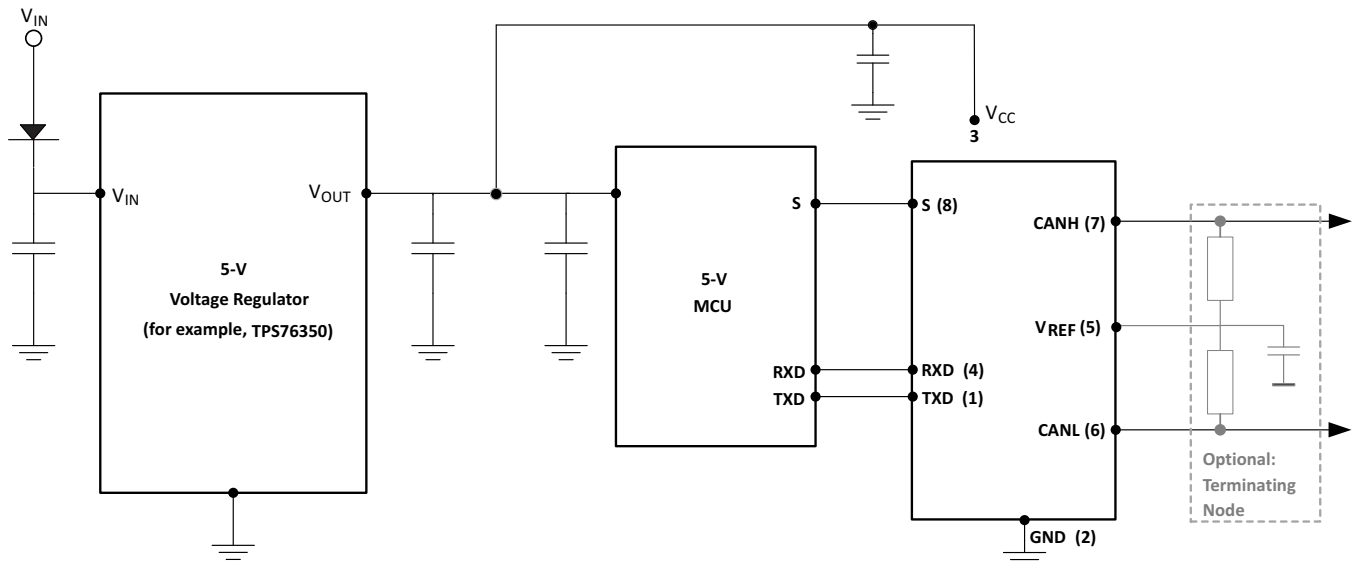 VIN
VCC
3
VIN
VOUT
5-V
Voltage Regulator
(for example, TPS76350)
S
5-V
MCU
RXD
TXD
S (8)
RXD (4)
TXD (1)
CANH (7)
VREF (5)
CANL (6)
GND (2)
Optional:
Terminating
Node